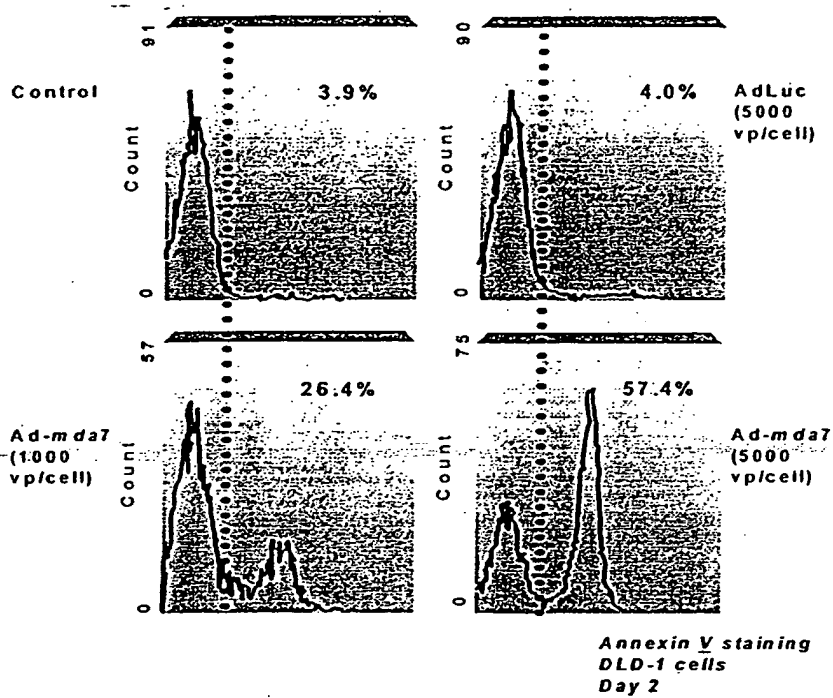 91
Control
3.9%
Count
0
90
4.0%
AdLuc
(5000
vp/cell)
Count
0
57
26.4%
Ad-mda7
(1000
vp/cell)
Count
0
75
57.4%
Ad-mda7
(5000
vp/cell)
Count
0
Annexin V staining
DLD-1 cells
Day 2